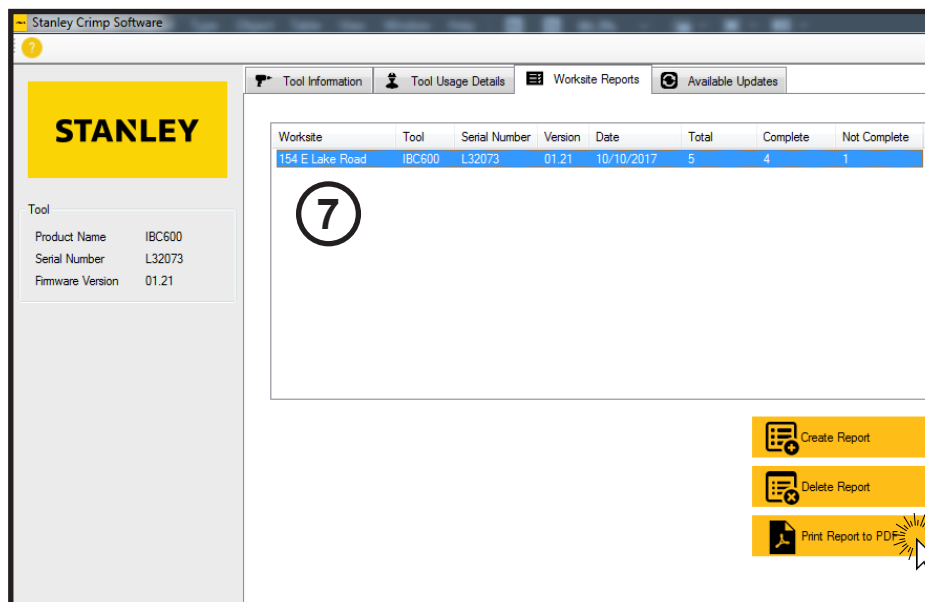 Stanley Crimp Software
?
Tool Information Tool Usage Details Worksite Reports Available Updates
STANLEY
Worksite Tool Serial Number Version Date Total Complete Not Complete
154 E Lake Road IBC600 L32073 01.21 10/10/2017 5 4 1
7
Tool
Product Name IBC600
Serial Number L32073
Firmware Version 01.21
Create Report
Delete Report
Print Report to PDF